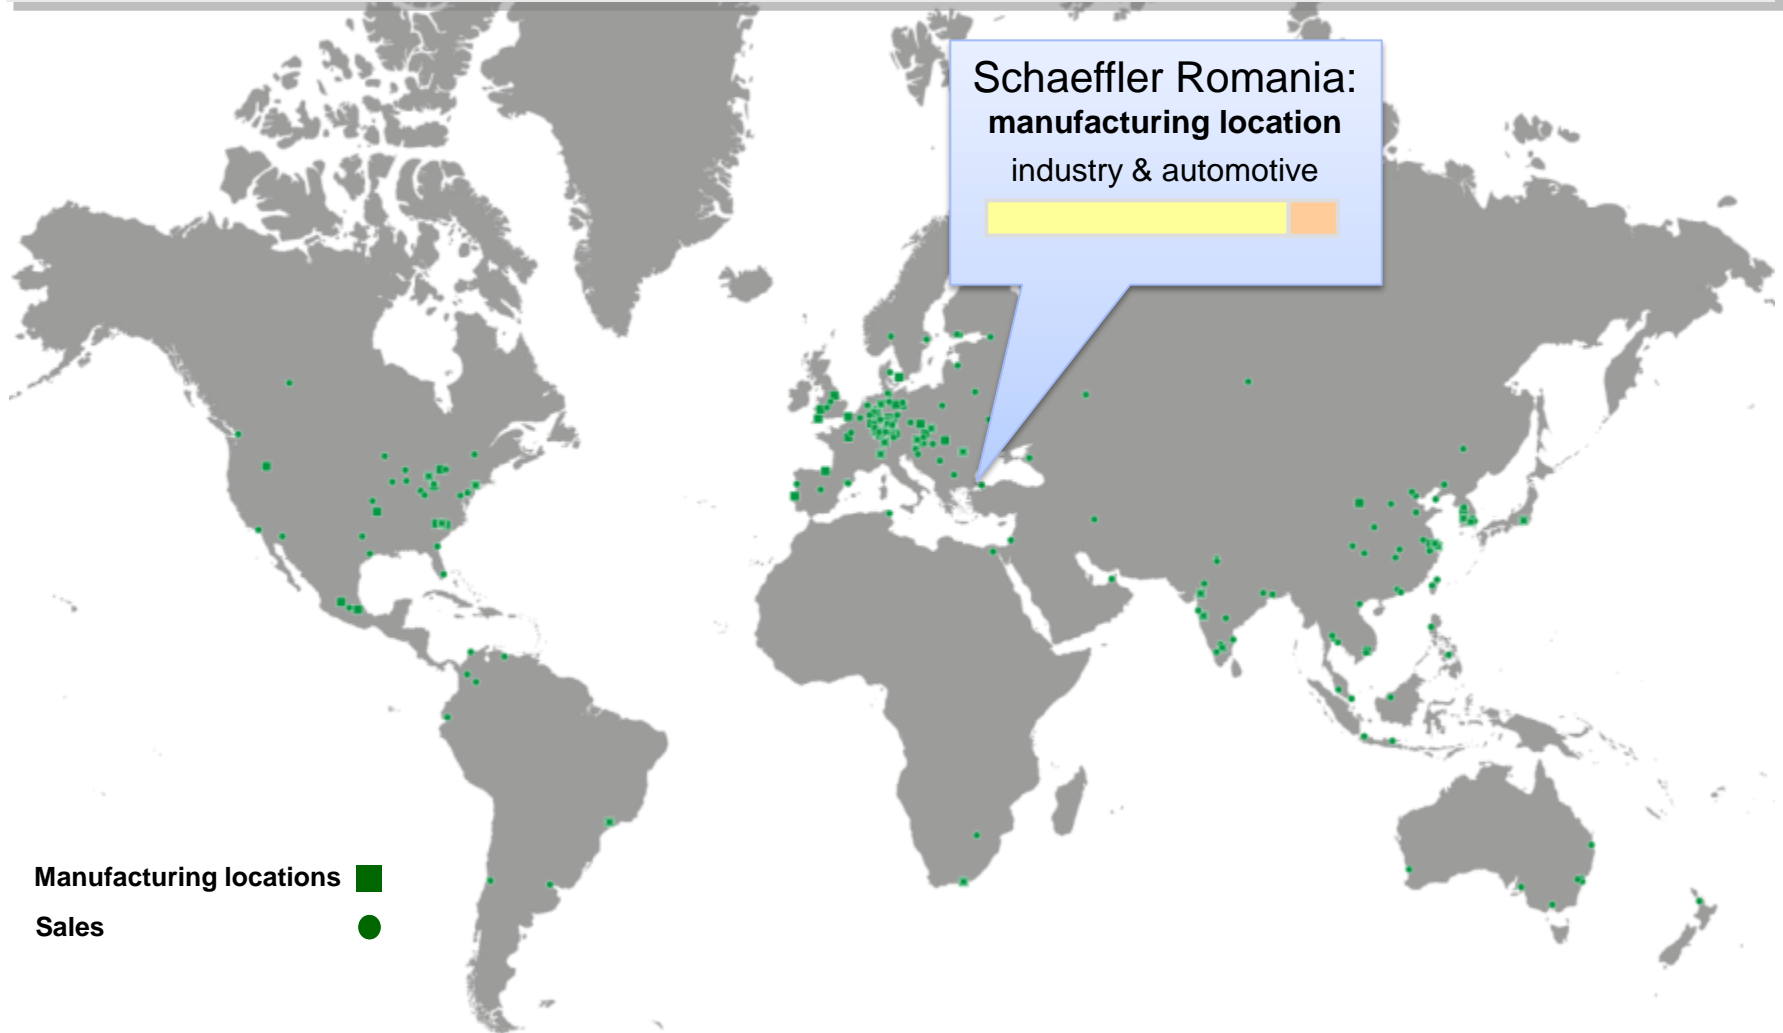 Schaeffler Romania:
manufacturing location
industry & automotive
Manufacturing locations
Sales